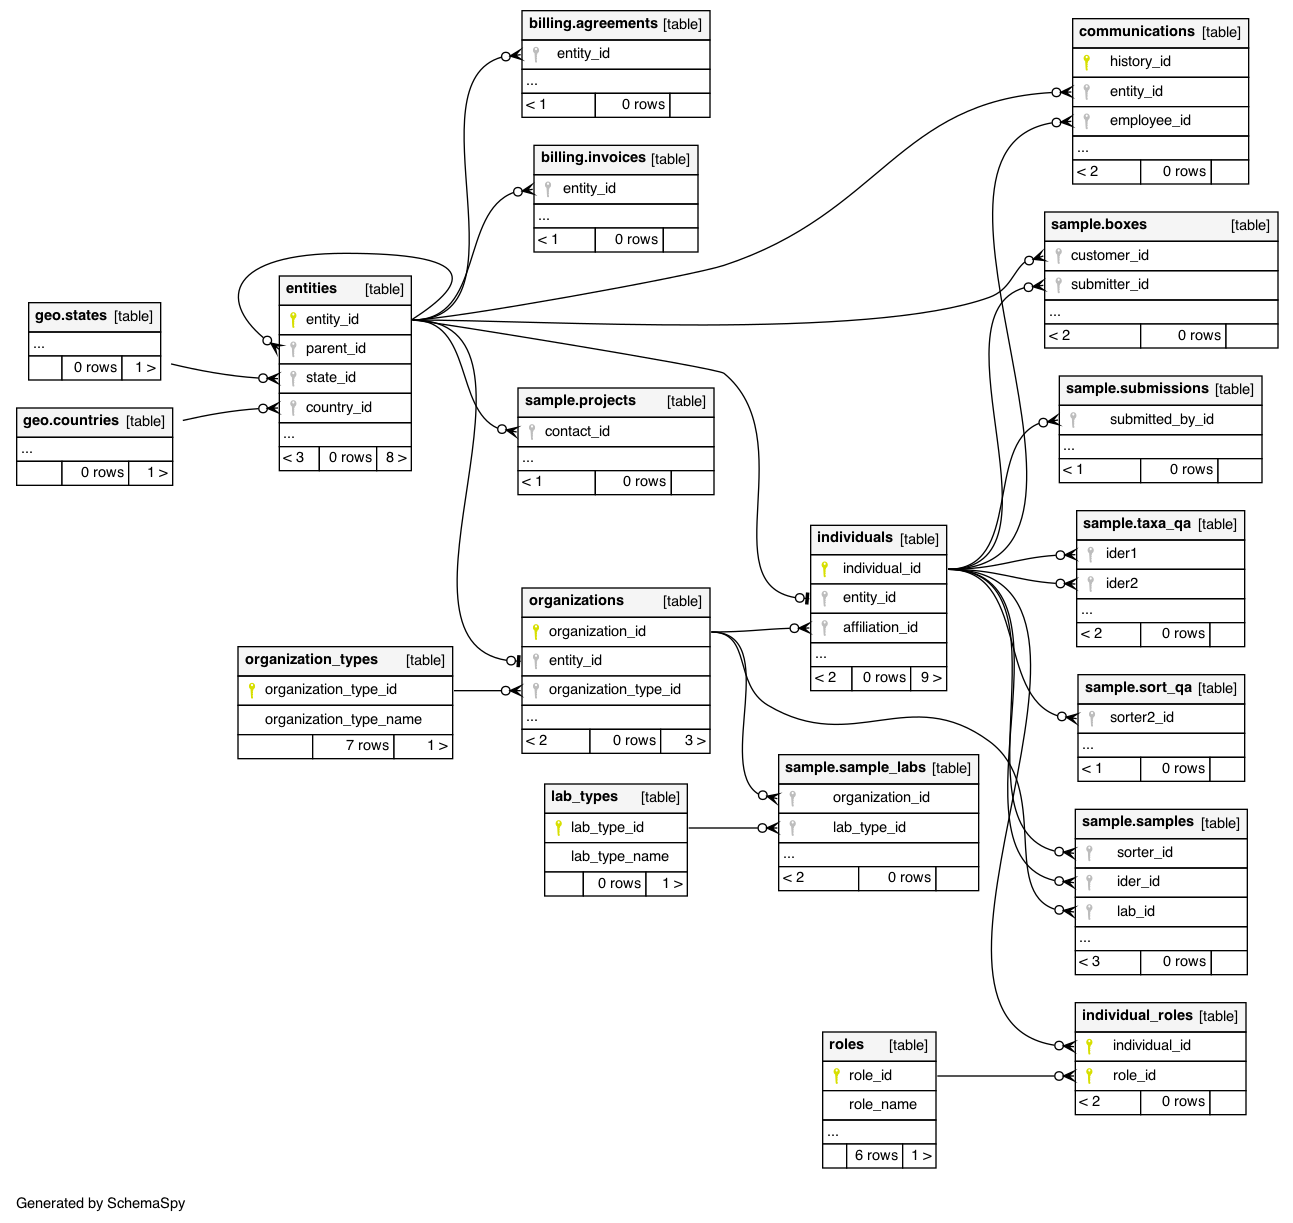 billing.agreements [table]
entity_id
...
< 1 0 rows
communications [table]
history_id
entity_id
employee_id
...
< 2 0 rows
billing.invoices [table]
entity_id
...
< 1 0 rows
sample.boxes [table]
customer_id
submitter_id
...
< 2 0 rows
entities [table]
entity_id
parent_id
state_id
country_id
...
< 3 0 rows 8 >
geo.states [table]
...
0 rows 1 >
geo.countries [table]
...
0 rows 1 >
sample.projects [table]
contact_id
...
< 1 0 rows
sample.submissions [table]
submitted_by_id
...
< 1 0 rows
sample.taxa_qa [table]
ider1
ider2
...
< 2 0 rows
individuals [table]
individual_id
entity_id
affiliation_id
...
< 2 0 rows 9 >
organizations [table]
organization_id
entity_id
organization_type_id
...
< 2 0 rows 3 >
organization_types [table]
organization_type_id
organization_type_name
7 rows 1 >
sample.sort_qa [table]
sorter2_id
...
< 1 0 rows
sample.sample_labs [table]
organization_id
lab_type_id
...
< 2 0 rows
lab_types [table]
lab_type_id
lab_type_name
0 rows 1 >
sample.samples [table]
sorter_id
ider_id
lab_id
...
< 3 0 rows
individual_roles [table]
individual_id
role_id
< 2 0 rows
roles [table]
role_id
role_name
...
6 rows 1 >
Generated by SchemaSpy